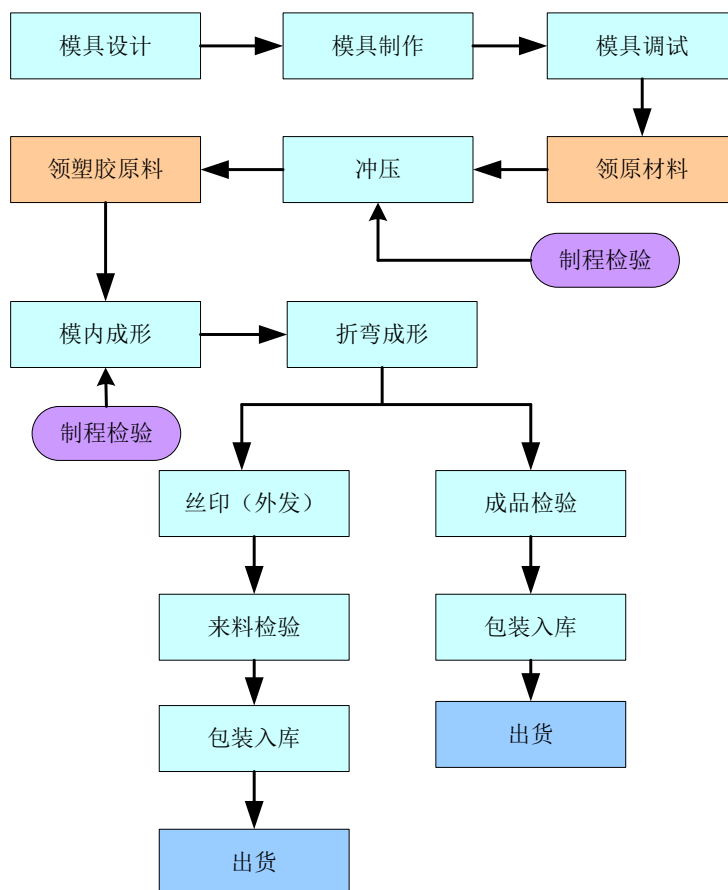 模具设计
模具制作
模具调试
领塑胶原料
冲压
领原材料
制程检验
模内成形
折弯成形
制程检验
丝印（外发）
成品检验
来料检验
包装入库
包装入库
出货
出货